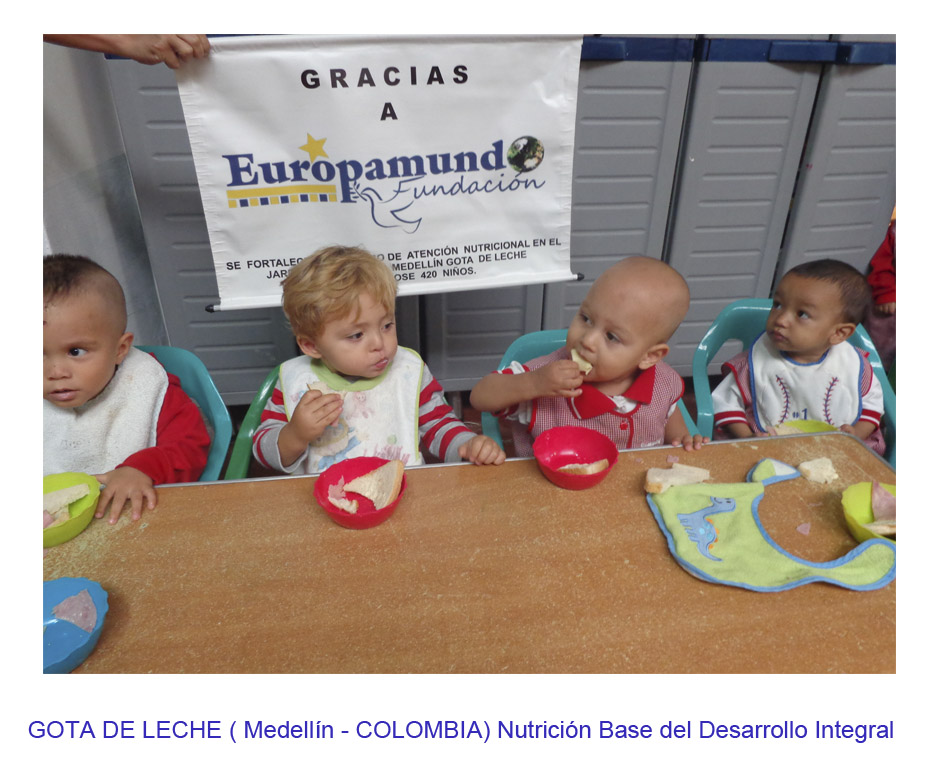 GRACIAS
A
Europamundo
Fundación
SE FORTALEC DE ATENCIÓN NUTRICIONAL EN EL
JAR MEDELLÍN GOTA DE LECHE
OSE 420 NIÑOS.
#1
GOTA DE LECHE ( Medellín - COLOMBIA) Nutrición Base del Desarrollo Integral